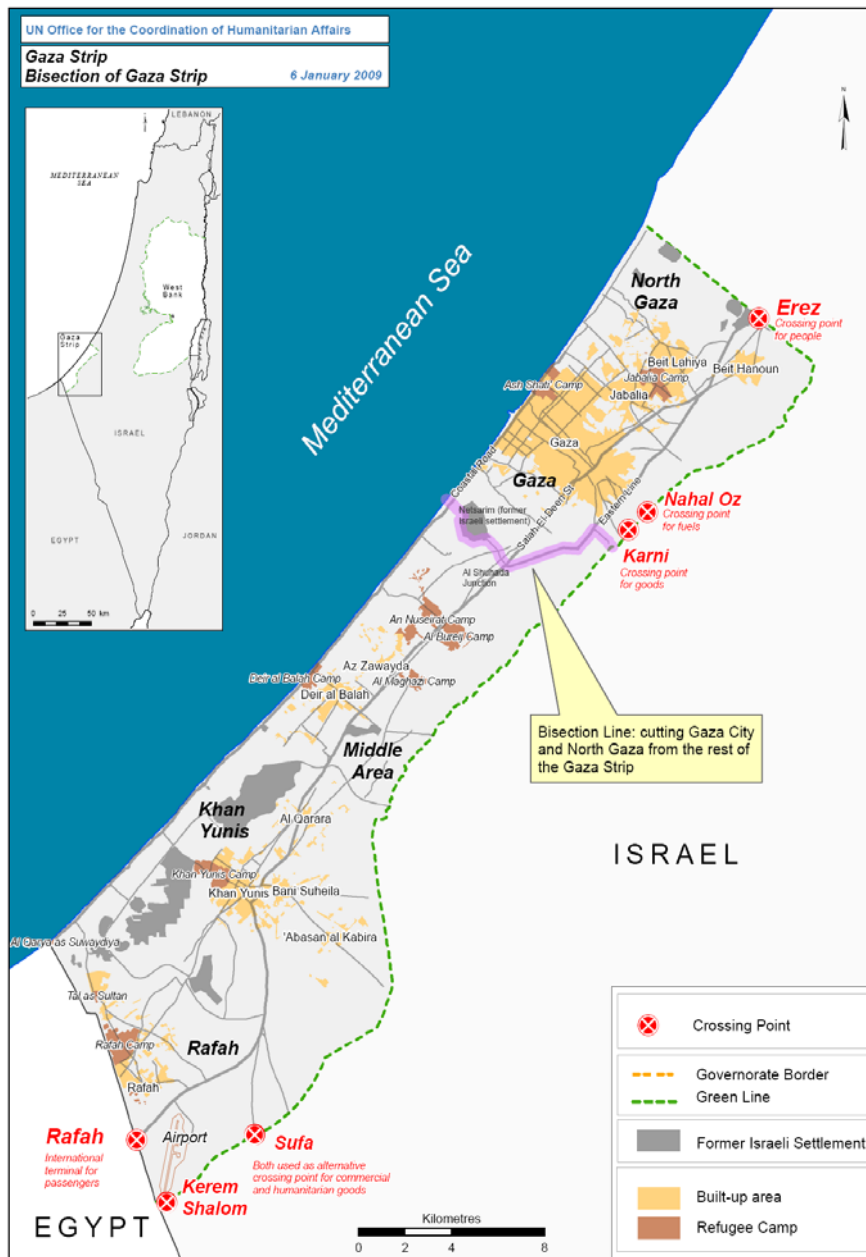 UN Office for the Coordination of Humanitarian Affairs
Gaza Strip
Bisection of Gaza Strip
6 January 2009
N
LEBANON
MEDITERRANEAN
SEA
West
Bank
Gaza
Strip
ISRAEL
EGYPT
JORDAN
0 25 50 km
Mediterranean Sea
North
Gaza
Erez
Crossing point
for people
Beit Lahiya
Beit Hanoun
Ash Shati' Camp
Jabalia Camp
Jabalia
Gaza
Coastal Road
Gaza
Salah El-Deen St
Eastern Line
Nahal Oz
Crossing point
for fuels
Netsarim (former
Israeli settlement)
Karni
Crossing point
for goods
Al Shuhada
Junction
An Nuseirat Camp
Al Bureij Camp
Az Zawayda
Deir al Balah Camp
Al Maghazi Camp
Deir al Balah
Bisection Line: cutting Gaza City
and North Gaza from the rest of
the Gaza Strip
Middle
Area
Khan
Yunis
Al Qarara
ISRAEL
Khan Yunis Camp
Khan Yunis
Bani Suheila
'Abasan al Kabira
Al Qarya as Suwaydiya
Tal as Sultan
Rafah Camp
Rafah
Rafah
Rafah
International
terminal for
passengers
Airport
Sufa
Both used as alternative
crossing point for commercial
and humanitarian goods
Kerem
Shalom
EGYPT
Kilometres
0 2 4 6 8
Crossing Point
Governorate Border
Green Line
Former Israeli Settlement
Built-up area
Refugee Camp